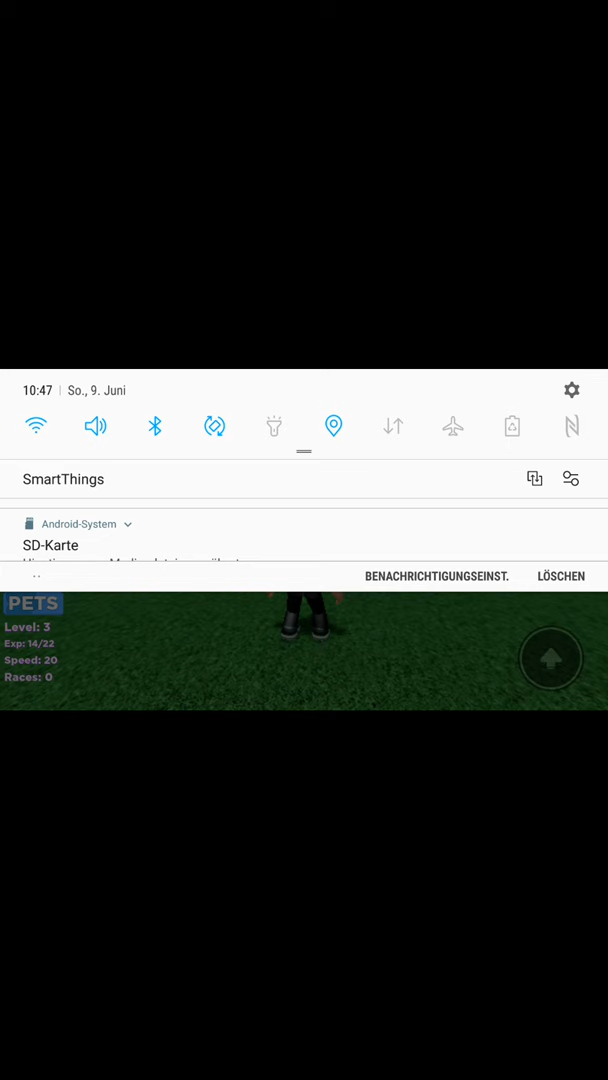 10:47 | So., 9. Juni
SmartThings
Android-System
SD-Karte
BENACHRICHTIGUNGSEINST. LÖSCHEN
PETS
Level: 3
Exp: 14/22
Speed: 20
Races: 0